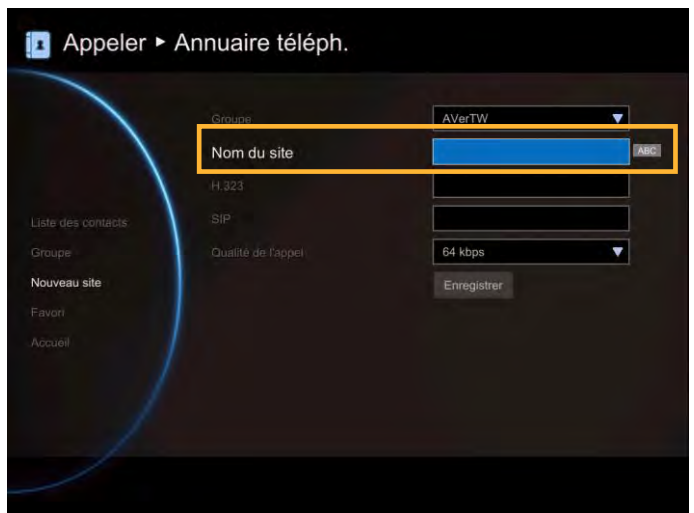 Appeler ▸ Annuaire téléph.
Groupe AVerTW ▼
Nom du site ABC
H.323
SIP
Qualité de l'appel 64 kbps ▼
Enregistrer
Liste des contacts
Groupe
Nouveau site
Favori
Accueil